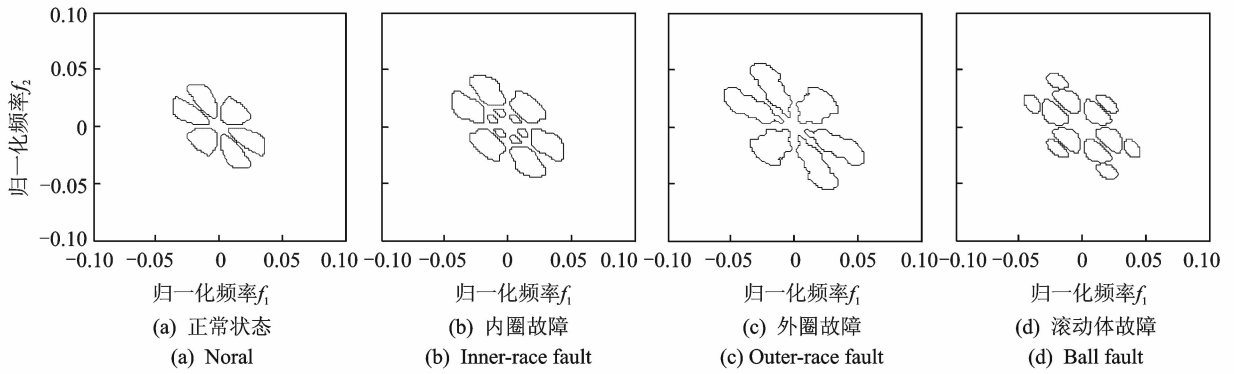 0.10
0.05
0
−0.05
−0.10
归一化频率f₂
−0.10 −0.05 0 0.05 0.10 −0.10 −0.05 0 0.05 0.10 −0.10 −0.05 0 0.05 0.10 −0.10 −0.05 0 0.05 0.10
归一化频率f₁ 归一化频率f₁ 归一化频率f₁ 归一化频率f₁
(a) 正常状态 (b) 内圈故障 (c) 外圈故障 (d) 滚动体故障
(a) Noral (b) Inner-race fault (c) Outer-race fault (d) Ball fault